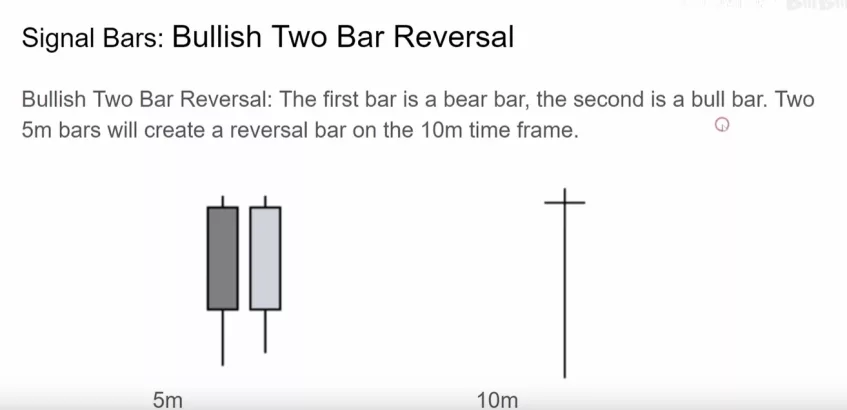 Signal Bars: Bullish Two Bar Reversal
Bullish Two Bar Reversal: The first bar is a bear bar, the second is a bull bar. Two
5m bars will create a reversal bar on the 10m time frame.
5m
10m